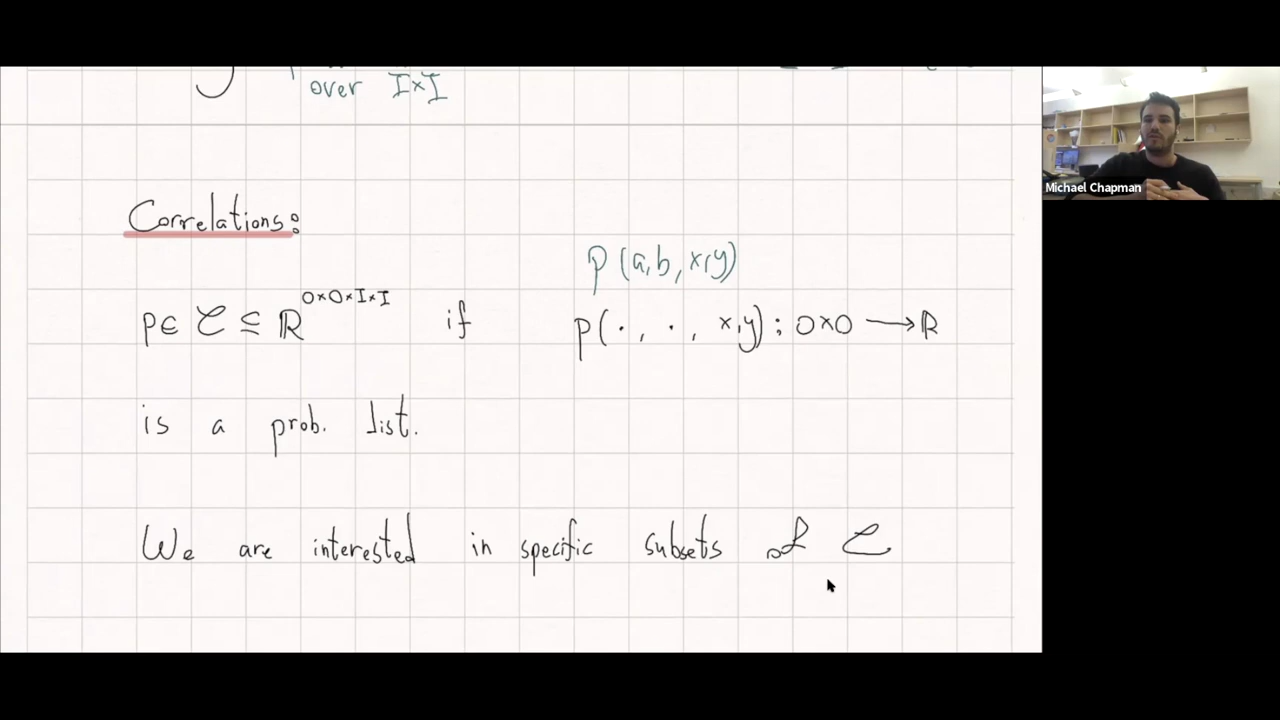 over I×I
Michael Chapman
Correlations:
p(a,b,x,y)
p∈ 𝒞 ⊆ ℝ^{O×O×I×I} if p(·, ·, x,y) : O×O → ℝ
is a prob. dist.
We are interested in specific subsets of 𝒞